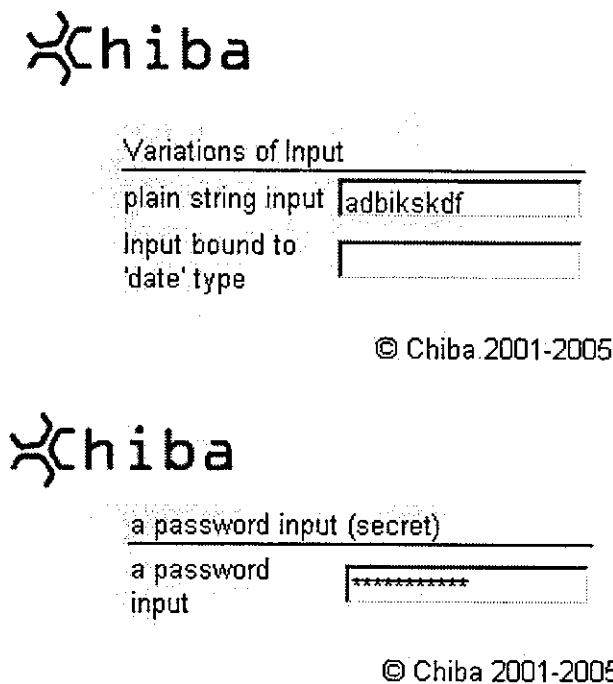 Chiba
Variations of Input
plain string input adbikskdf
Input bound to
'date' type
© Chiba 2001-2005
Chiba
a password input (secret)
a password
input
***********
© Chiba 2001-2005